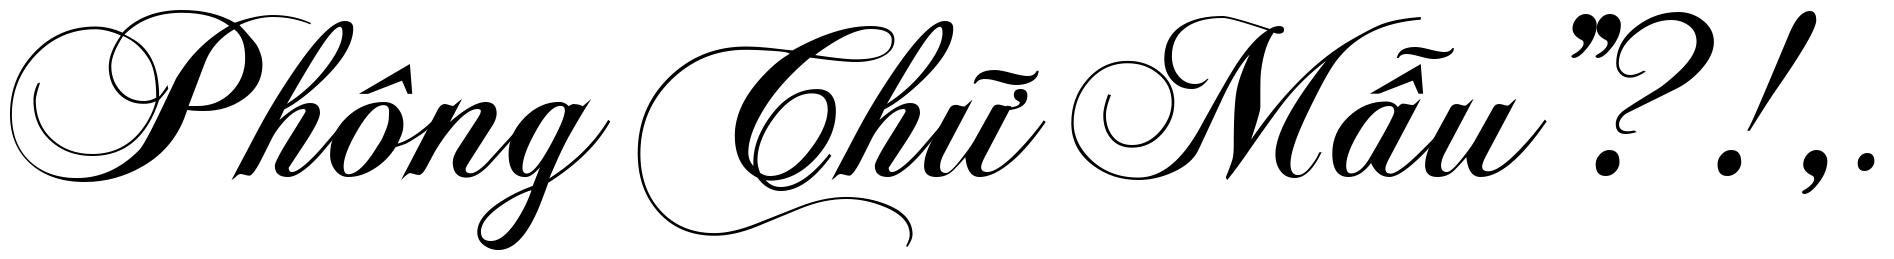 Phông Chữ Mẫu ”? ! , .